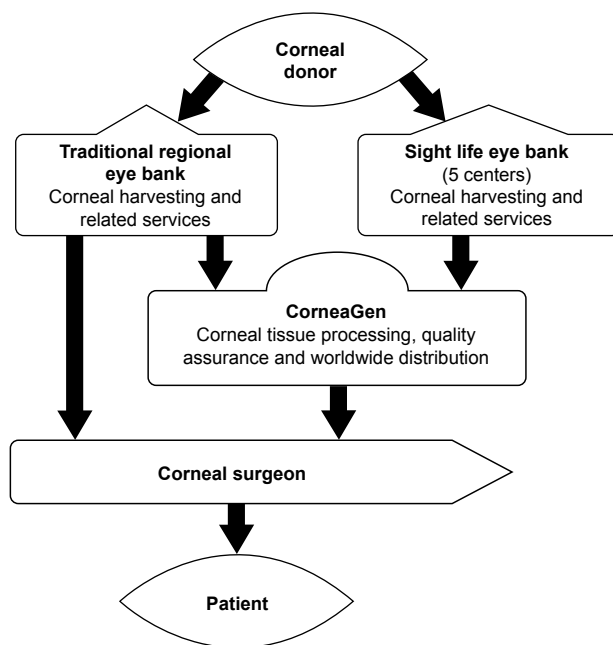 Corneal
donor
Traditional regional
eye bank
Corneal harvesting and
related services
Sight life eye bank
(5 centers)
Corneal harvesting and
related services
CorneaGen
Corneal tissue processing, quality
assurance and worldwide distribution
Corneal surgeon
Patient